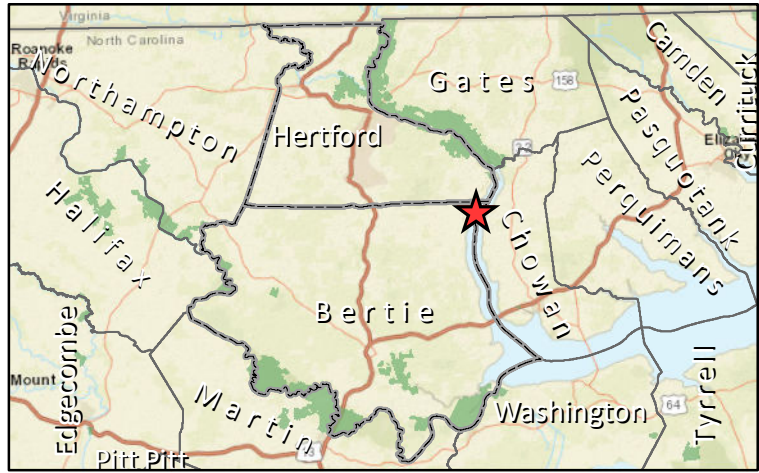 Virginia
North Carolina
Roanoke
Rapids
Northampton
Gates
158
Camden
Currituck
Hertford
Pasquotank
Perquimans
Halifax
Chowan
Bertie
Edgecombe
Mount
Martin
Washington
64
Tyrrell
Pitt Pitt